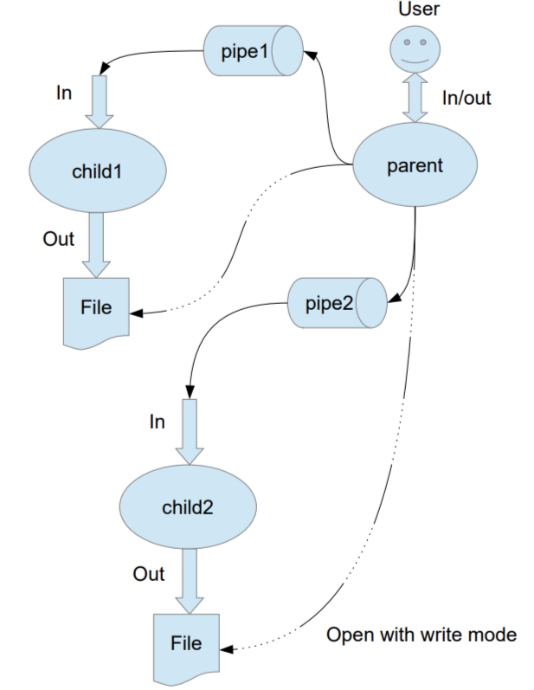 User
pipe1
In
In/out
child1
parent
Out
File
pipe2
In
child2
Out
File
Open with write mode